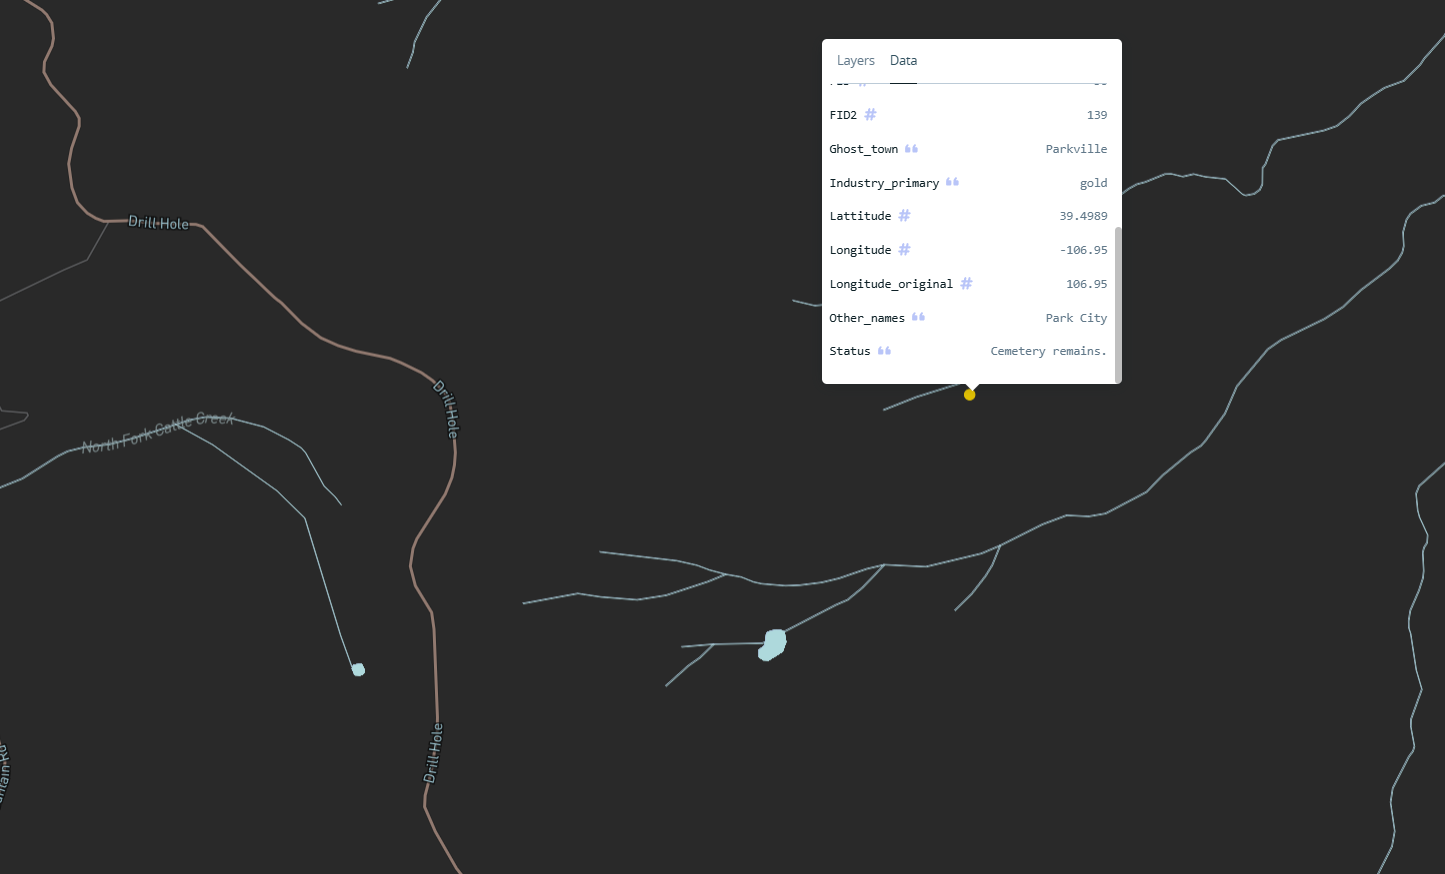 Layers Data
FID2 # 139
Ghost_town Parkville
Industry_primary gold
Lattitude # 39.4989
Longitude # -106.95
Longitude_original # 106.95
Other_names Park City
Status Cemetery remains.
Drill Hole
Drill Hole
North Fork Cattle Creek
Drill Hole